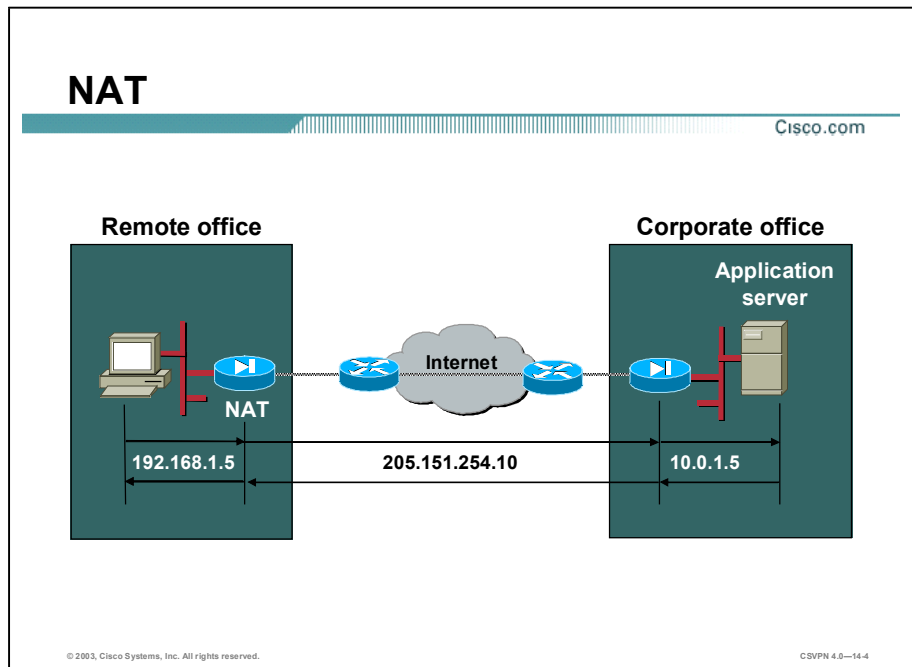 NAT
Cisco.com
Remote office
Corporate office
Application
server
Internet
NAT
192.168.1.5
205.151.254.10
10.0.1.5
© 2003, Cisco Systems, Inc. All rights reserved.
CSVPN 4.0—14-4